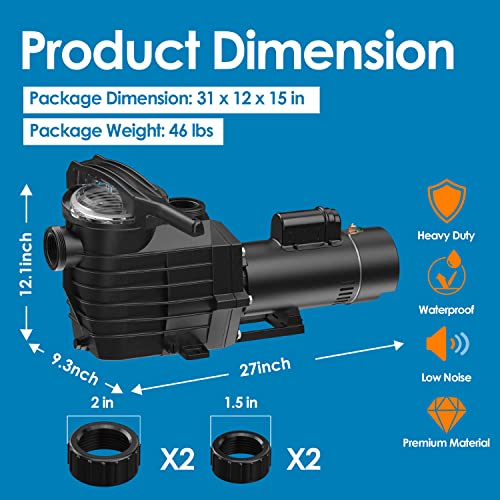 Product Dimension
Package Dimension: 31 x 12 x 15 in
Package Weight: 46 lbs
12.1inch
9.3nch
27inch
Heavy Duty
Waterproof
Low Noise
Premium Material
2 in
X2
1.5 in
X2